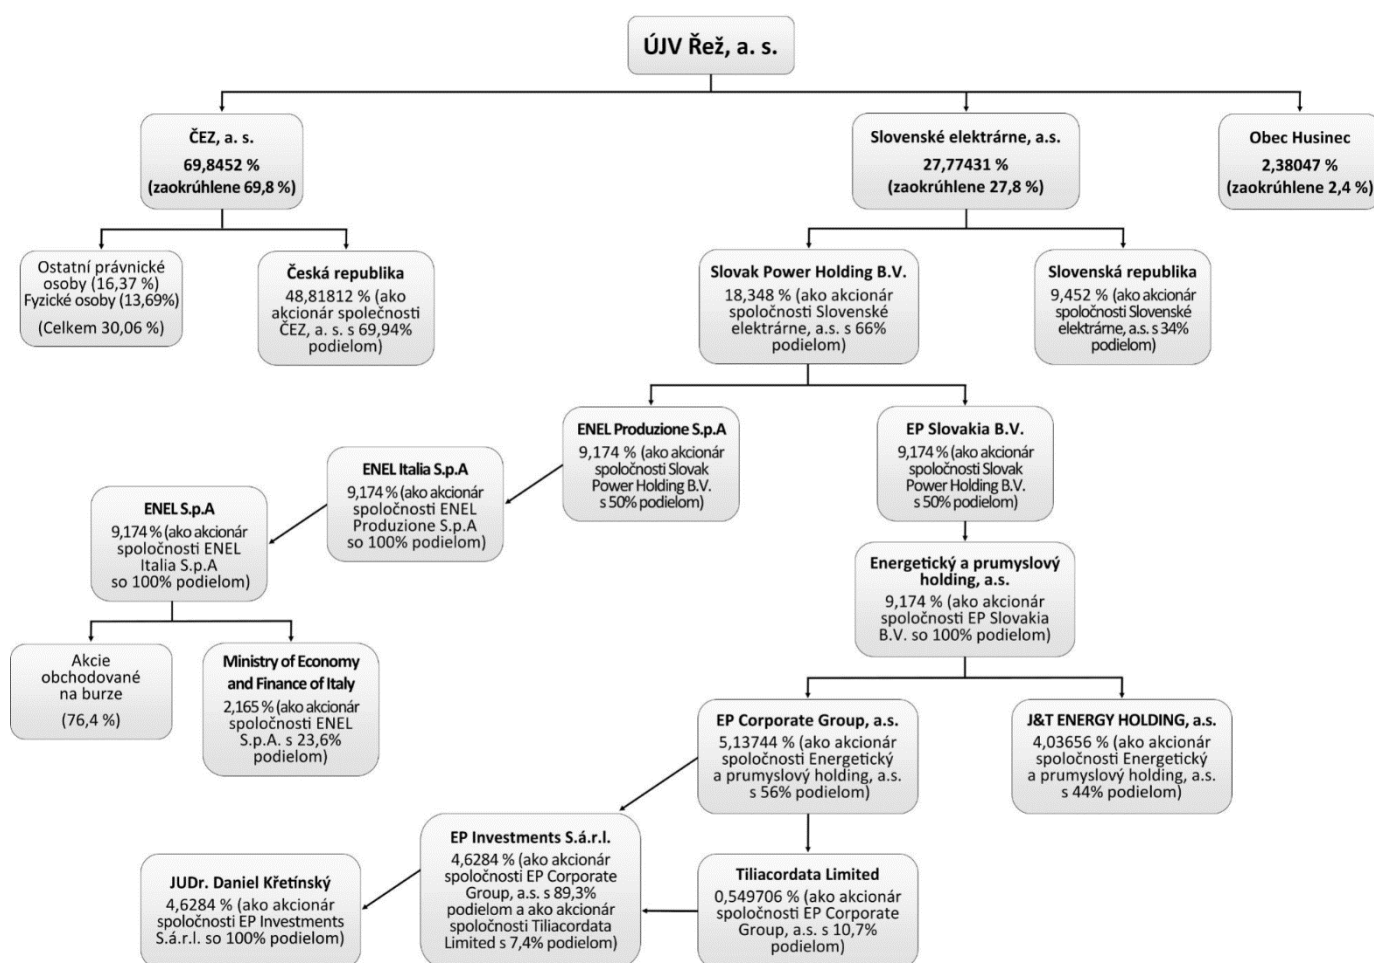 ÚJV Řež, a. s.
ČEZ, a. s.
69,8452 %
(zaokrúhlene 69,8 %)
Slovenské elektrárne, a.s.
27,77431 %
(zaokrúhlene 27,8 %)
Obec Husinec
2,38047 %
(zaokrúhlene 2,4 %)
Ostatní právnické
osoby (16,37 %)
Fyzické osoby (13,69%)
(Celkem 30,06 %)
Česká republika
48,81812 % (ako
akcionár společnosti
ČEZ, a. s. s 69,94%
podielom)
Slovak Power Holding B.V.
18,348 % (ako akcionár
spoločnosti Slovenské
elektrárne, a.s. s 66%
podielom)
Slovenská republika
9,452 % (ako akcionár
spoločnosti Slovenské
elektrárne, a.s. s 34%
podielom)
ENEL Produzione S.p.A
9,174 % (ako akcionár
spoločnosti Slovak
Power Holding B.V.
s 50% podielom)
EP Slovakia B.V.
9,174 % (ako akcionár
spoločnosti Slovak
Power Holding B.V.
s 50% podielom)
ENEL Italia S.p.A
9,174 % (ako akcionár
spoločnosti ENEL
Produzione S.p.A
so 100% podielom)
ENEL S.p.A
9,174 % (ako akcionár
spoločnosti ENEL
Italia S.p.A
so 100% podielom)
Energetický a prumyslový
holding, a.s.
9,174 % (ako akcionár
spoločnosti EP Slovakia
B.V. so 100% podielom)
Akcie
obchodované
na burze
(76,4 %)
Ministry of Economy
and Finance of Italy
2,165 % (ako akcionár
spoločnosti ENEL
S.p.A. s 23,6%
podielom)
EP Corporate Group, a.s.
5,13744 % (ako akcionár
spoločnosti Energetický
a prumyslový holding, a.s.
s 56% podielom)
J&T ENERGY HOLDING, a.s.
4,03656 % (ako akcionár
spoločnosti Energetický
a prumyslový holding, a.s.
s 44% podielom)
EP Investments S.á.r.l.
4,6284 % (ako akcionár
spoločnosti EP Corporate
Group, a.s. s 89,3%
podielom a ako akcionár
spoločnosti Tiliacordata
Limited s 7,4% podielom)
Tiliacordata Limited
0,549706 % (ako akcionár
spoločnosti EP Corporate
Group, a.s. s 10,7%
podielom)
JUDr. Daniel Křetínský
4,6284 % (ako akcionár
spoločnosti EP Investments
S.á.r.l. so 100% podielom)